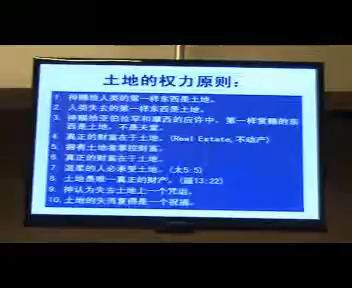 土地的权力原则:
1. 神赐给人类的第一样东西是土地。
2. 人类失去的第一样东西是土地。
3. 神赐给亚伯拉罕和摩西的应许中，第一样赏赐的东
西是土地，不是天堂。
4. 真正的财富在于土地。(Real Estate,不动产)
5. 拥有土地者掌控财富。
6. 真正的财富在于土地。
7. 温柔的人必承受土地。(太5:5)
8. 土地是唯一真正的财产。(箴13:22)
9. 神认为失去土地上一个咒诅。
10. 土地的失而复得是一个祝福。